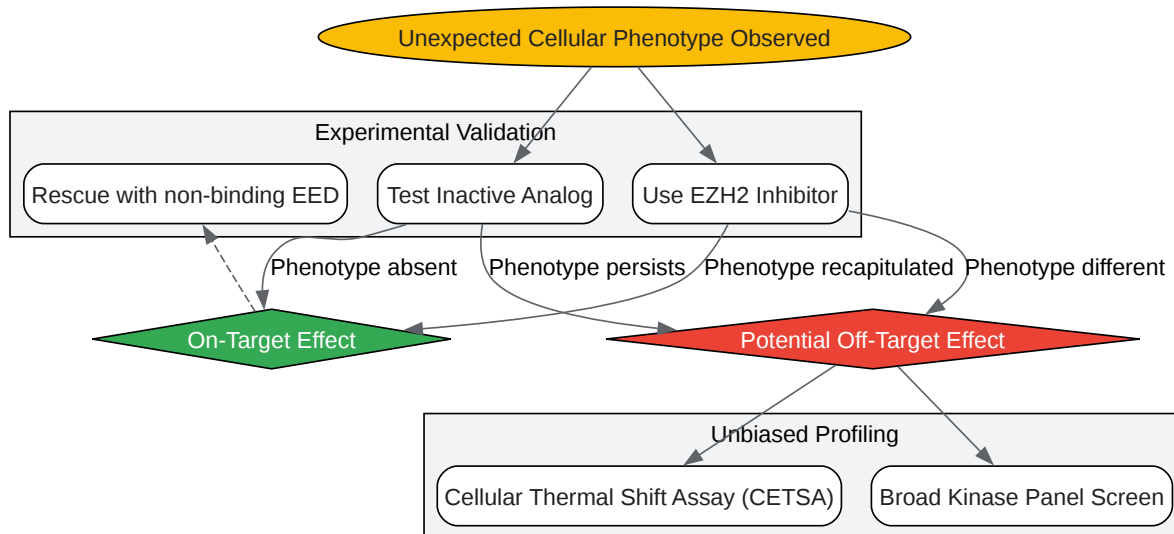 Unexpected Cellular Phenotype Observed
Experimental Validation
Rescue with non-binding EED
Test Inactive Analog
Use EZH2 Inhibitor
Phenotype absent
Phenotype persists
Phenotype recapitulated
Phenotype different
On-Target Effect
Potential Off-Target Effect
Unbiased Profiling
Cellular Thermal Shift Assay (CETSA)
Broad Kinase Panel Screen